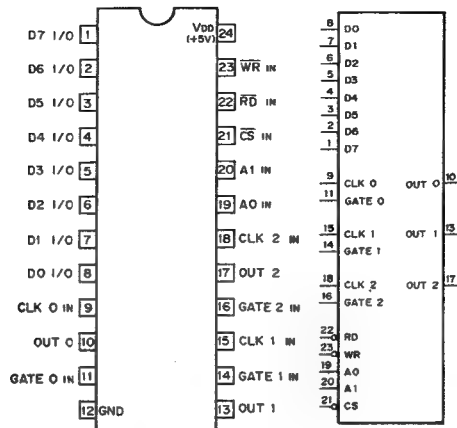 D7 I/O 1
D6 I/O 2
D5 I/O 3
D4 I/O 4
D3 I/O 5
D2 I/O 6
D1 I/O 7
D0 I/O 8
CLK 0 IN 9
OUT 0 10
GATE 0 IN 11
12 GND
VDD
(+5V)
24
23 W̅R̅ IN
22 R̅D̅ IN
21 C̅S̅ IN
20 A1 IN
19 A0 IN
18 CLK 2 IN
17 OUT 2
16 GATE 2 IN
15 CLK 1 IN
14 GATE 1 IN
13 OUT 1
8 D0
7 D1
6 D2
5 D3
4 D4
3 D5
2 D6
1 D7
9 CLK 0 OUT 0 10
11 GATE 0
15 CLK 1 OUT 1 13
14 GATE 1
18 CLK 2 OUT 2 17
16 GATE 2
22 RD
23 WR
19 A0
20 A1
21 CS